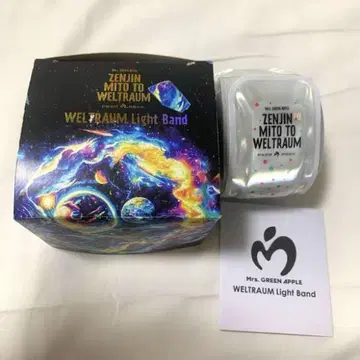 Mrs. GREEN APPLE
ZENJIN
MITO TO
WELTRAUM
WELTRAUM Light Band
Mrs. GREEN APPLE
ZENJIN
MITO TO
WELTRAUM
Mrs. GREEN APPLE
WELTRAUM Light Band